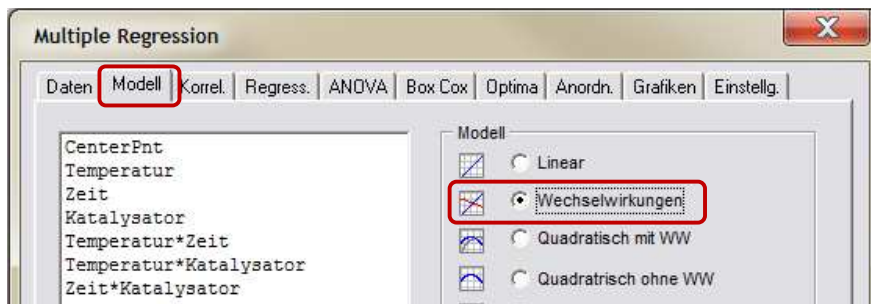 Multiple Regression
Daten Modell Korrel. Regress. ANOVA Box Cox Optima Anordn. Grafiken Einstellg.
CenterPnt
Temperatur
Zeit
Katalysator
Temperatur*Zeit
Temperatur*Katalysator
Zeit*Katalysator
Modell
Linear
Wechselwirkungen
Quadratisch mit WW
Quadratrisch ohne WW